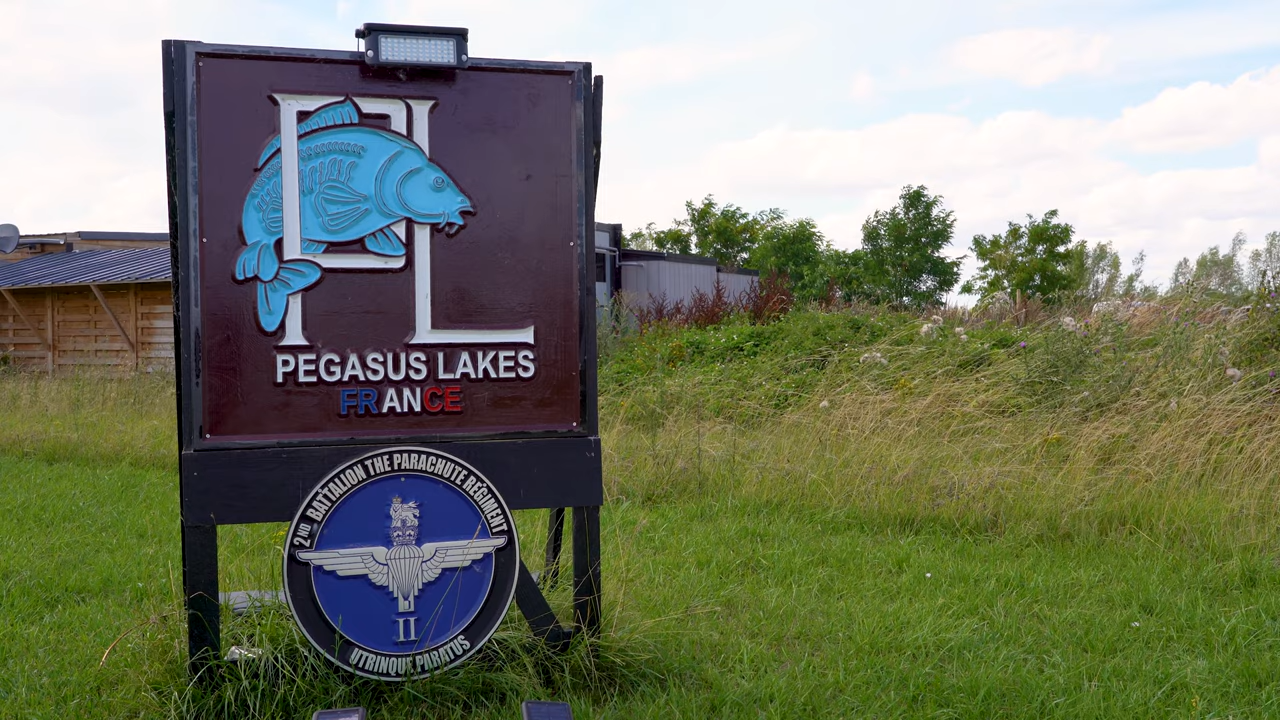 PL
PEGASUS LAKES
FRANCE
2ND BATTALION THE PARACHUTE REGIMENT
II
UTRINQUE PARATUS